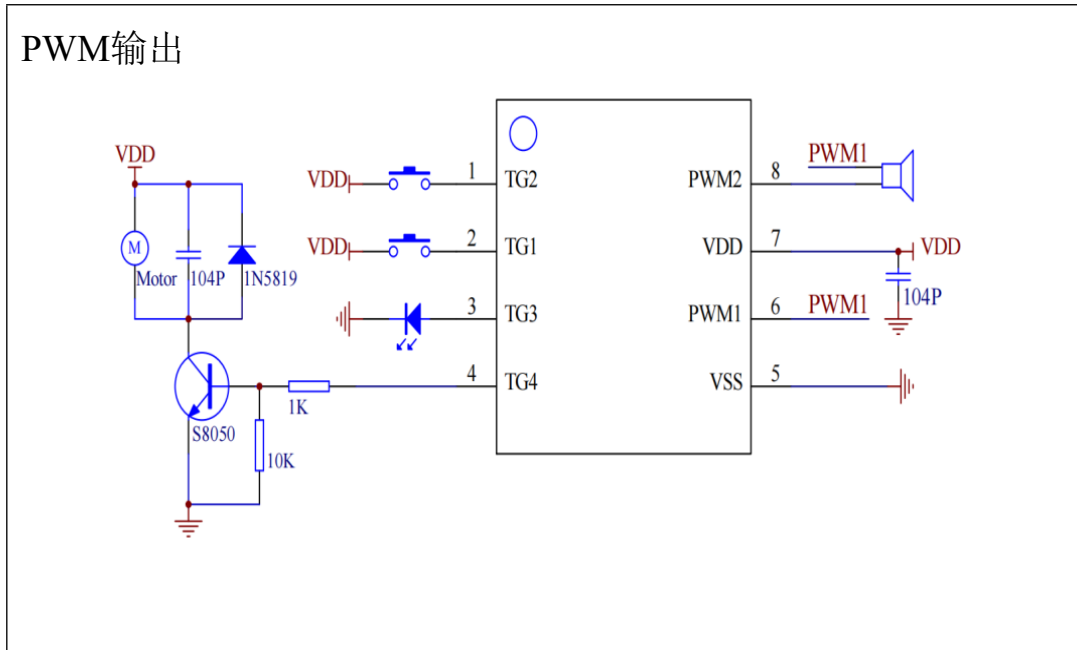 PWM输出
VDD
M
Motor
104P
1N5819
S8050
1K
10K
VDD
1
TG2
VDD
2
TG1
3
TG3
4
TG4
PWM2
8
PWM1
VDD
7
VDD
104P
PWM1
6
PWM1
VSS
5